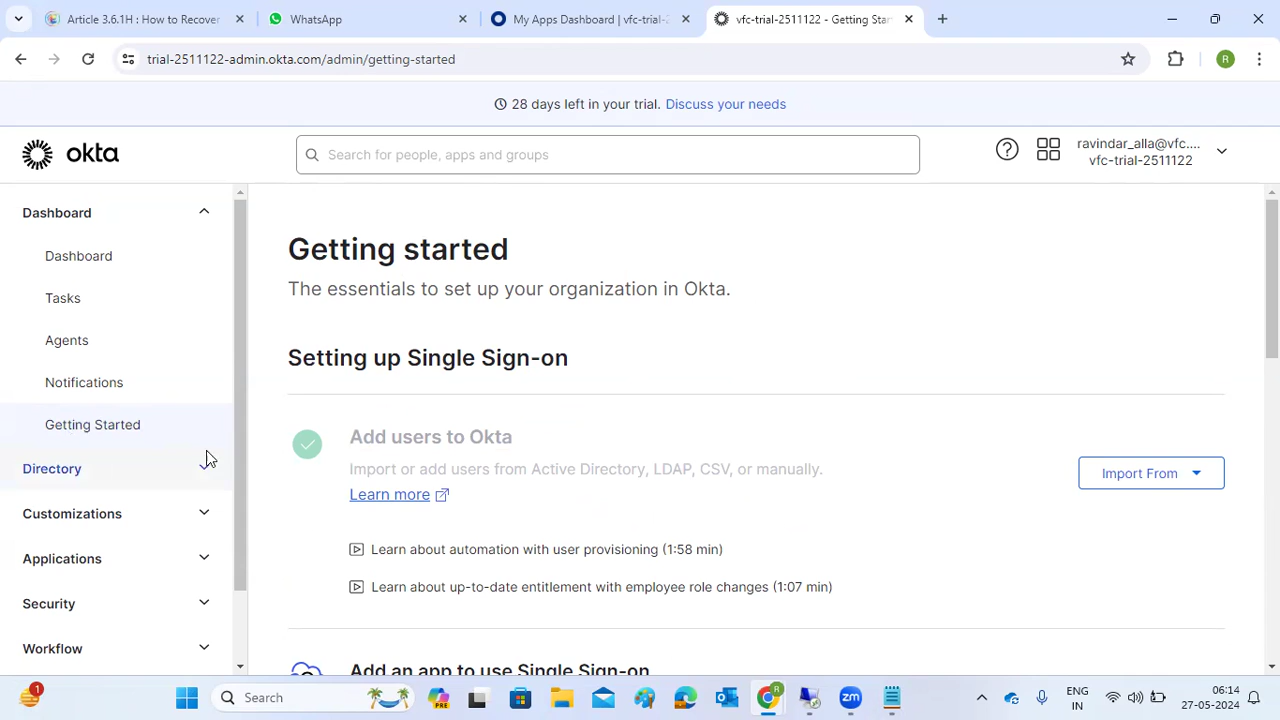 Article 3.6.1H : How to Recover
WhatsApp
My Apps Dashboard | vfc-trial-2
vfc-trial-2511122 - Getting Star
trial-2511122-admin.okta.com/admin/getting-started
R
28 days left in your trial. Discuss your needs
okta
Search for people, apps and groups
ravindar_alla@vfc....
vfc-trial-2511122
Dashboard
Dashboard
Tasks
Agents
Notifications
Getting Started
Directory
Customizations
Applications
Security
Workflow
Getting started
The essentials to set up your organization in Okta.
Setting up Single Sign-on
Add users to Okta
Import or add users from Active Directory, LDAP, CSV, or manually.
Learn more
Import From
Learn about automation with user provisioning (1:58 min)
Learn about up-to-date entitlement with employee role changes (1:07 min)
Add an app to use Single Sign-on
1
Search
PRE
R
zm
ENG
IN
06:14
27-05-2024